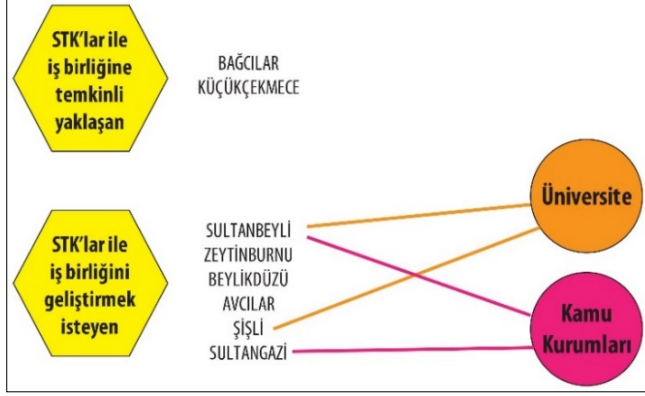 STK'lar ile
iş birliğine
temkinli
yaklaşan
BAĞCILAR
KÜÇÜKÇEKMECE
STK'lar ile
iş birliğini
geliştirmek
isteyen
SULTANBEYLİ
ZEYTİNBURNU
BEYLİKDÜZÜ
AVCILAR
ŞİŞLİ
SULTANGAZİ
Üniversite
Kamu
Kurumları